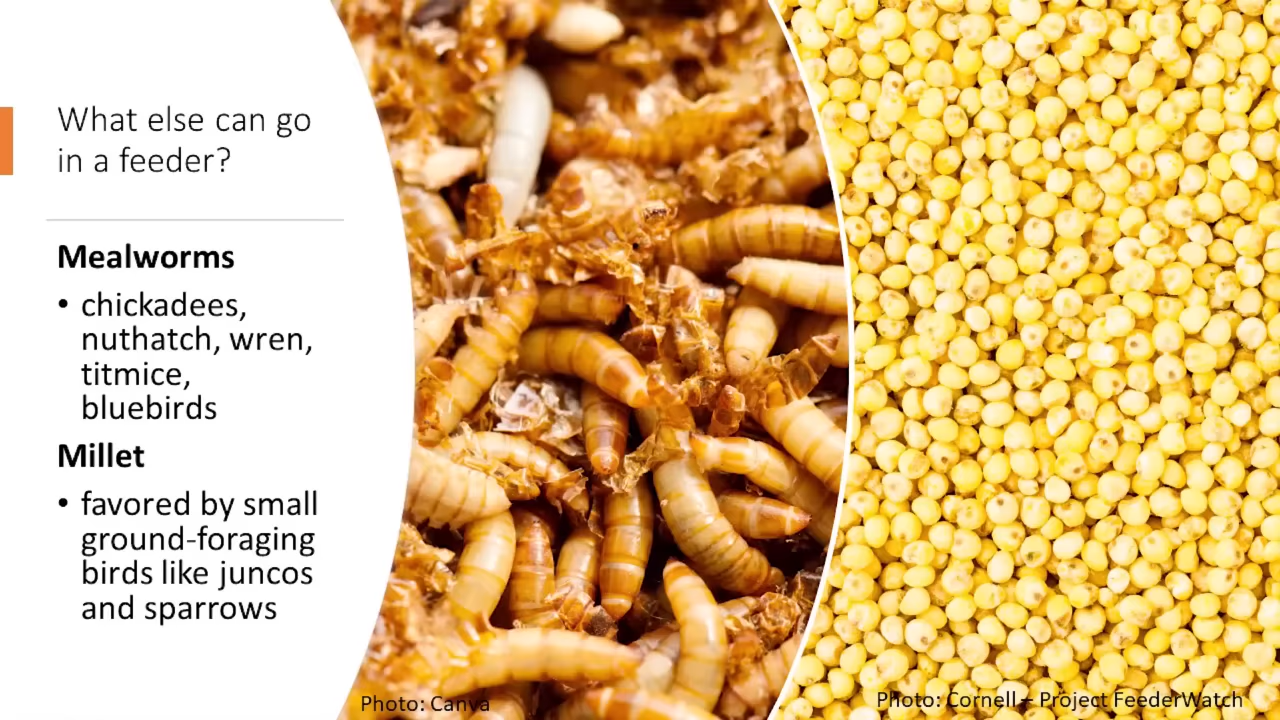 What else can go
in a feeder?
Mealworms
• chickadees,
nuthatch, wren,
titmice,
bluebirds
Millet
• favored by small
ground-foraging
birds like juncos
and sparrows
Photo: Canva
Photo: Cornell – Project FeederWatch